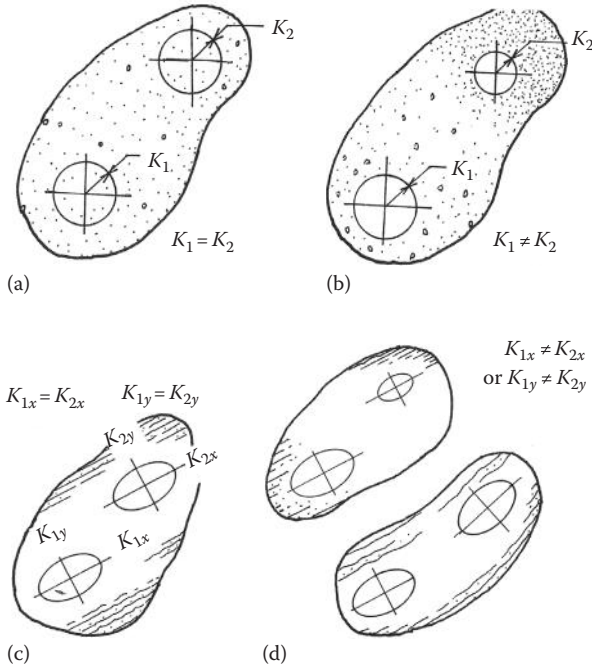 K₂
K₁
K₁ = K₂
(a)
K₂
K₁
K₁ ≠ K₂
(b)
K₁ₓ = K₂ₓ K₁y = K₂y
K₂y
K₂ₓ
K₁y
K₁ₓ
(c)
K₁ₓ ≠ K₂ₓ
or K₁y ≠ K₂y
(d)